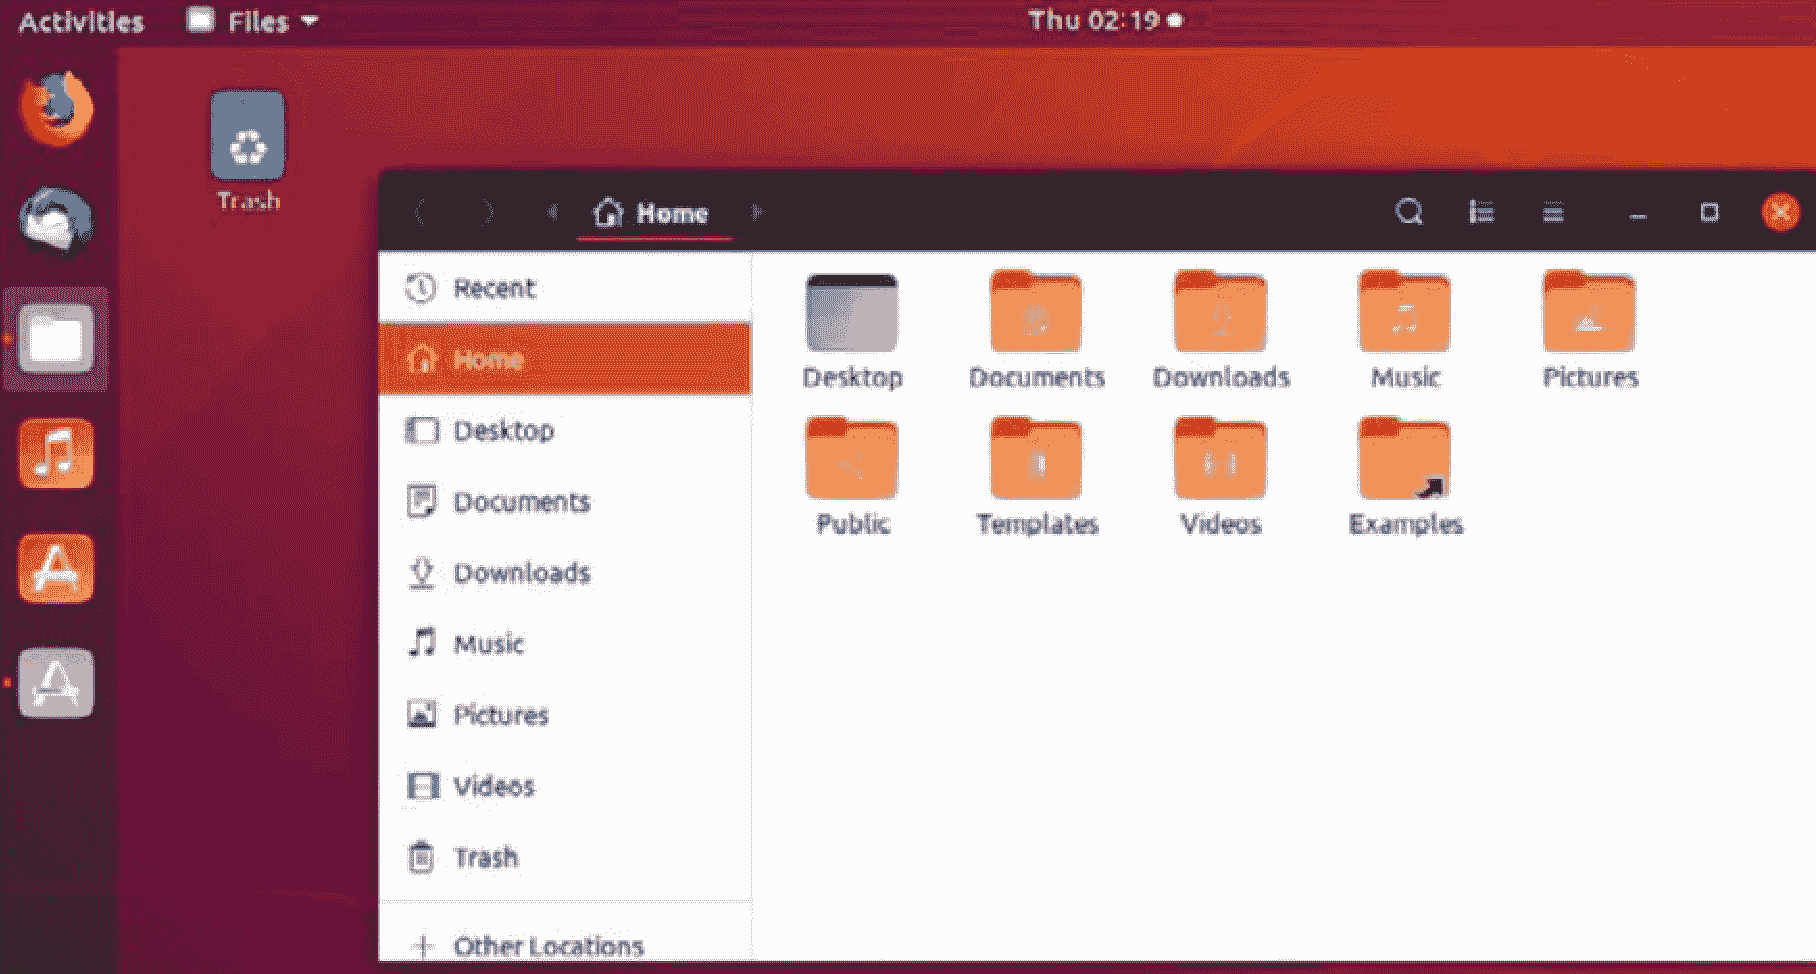 Activities Files Thu 02:19
Trash
Home
Recent
Home
Desktop
Documents
Downloads
Music
Pictures
Videos
Trash
Other Locations
Desktop Documents Downloads Music Pictures
Public Templates Videos Examples